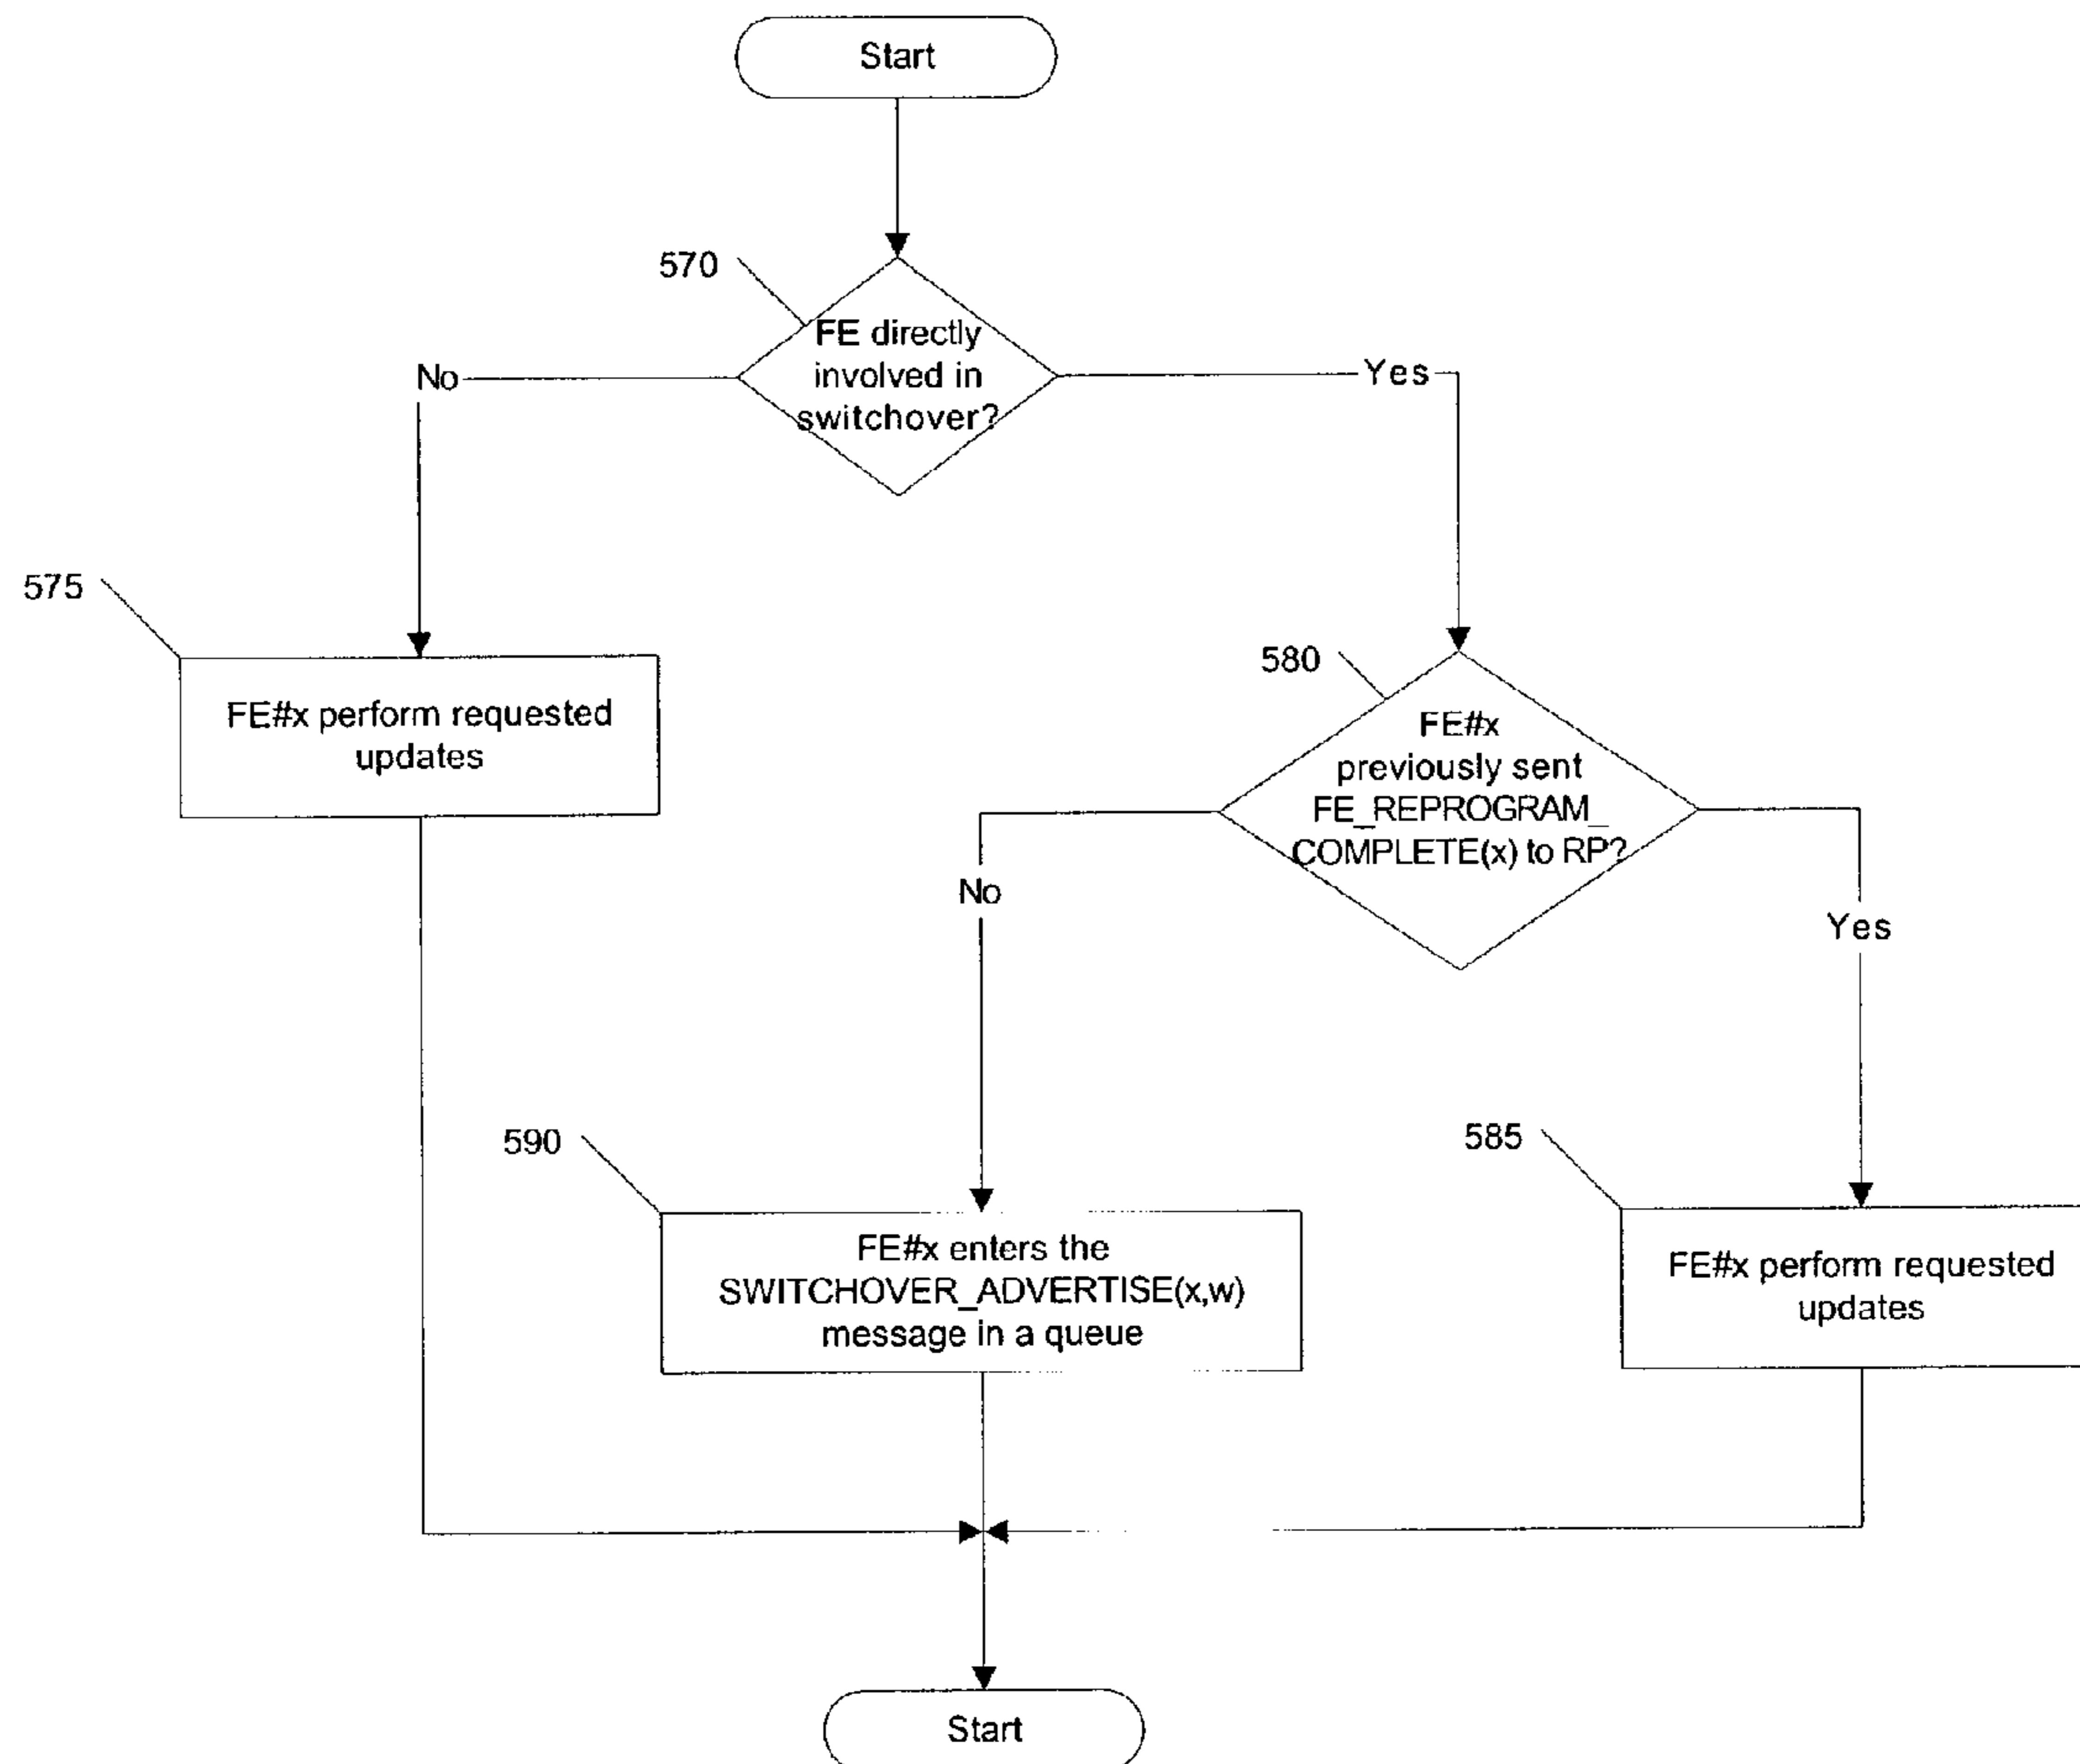 Start
570
FE directly
involved in
switchover?
No
Yes
575
FE#x perform requested
updates
580
FE#x
previously sent
FE_REPROGRAM_
COMPLETE(x) to RP?
No
Yes
590
FE#x enters the
SWITCHOVER_ADVERTISE(x,w)
message in a queue
585
FE#x perform requested
updates
Start